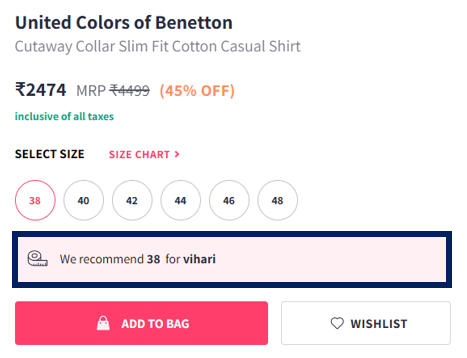 United Colors of Benetton
Cutaway Collar Slim Fit Cotton Casual Shirt
₹2474 MRP ₹4499 (45% OFF)
inclusive of all taxes
SELECT SIZE SIZE CHART >
38 40 42 44 46 48
We recommend 38 for vihari
ADD TO BAG WISHLIST